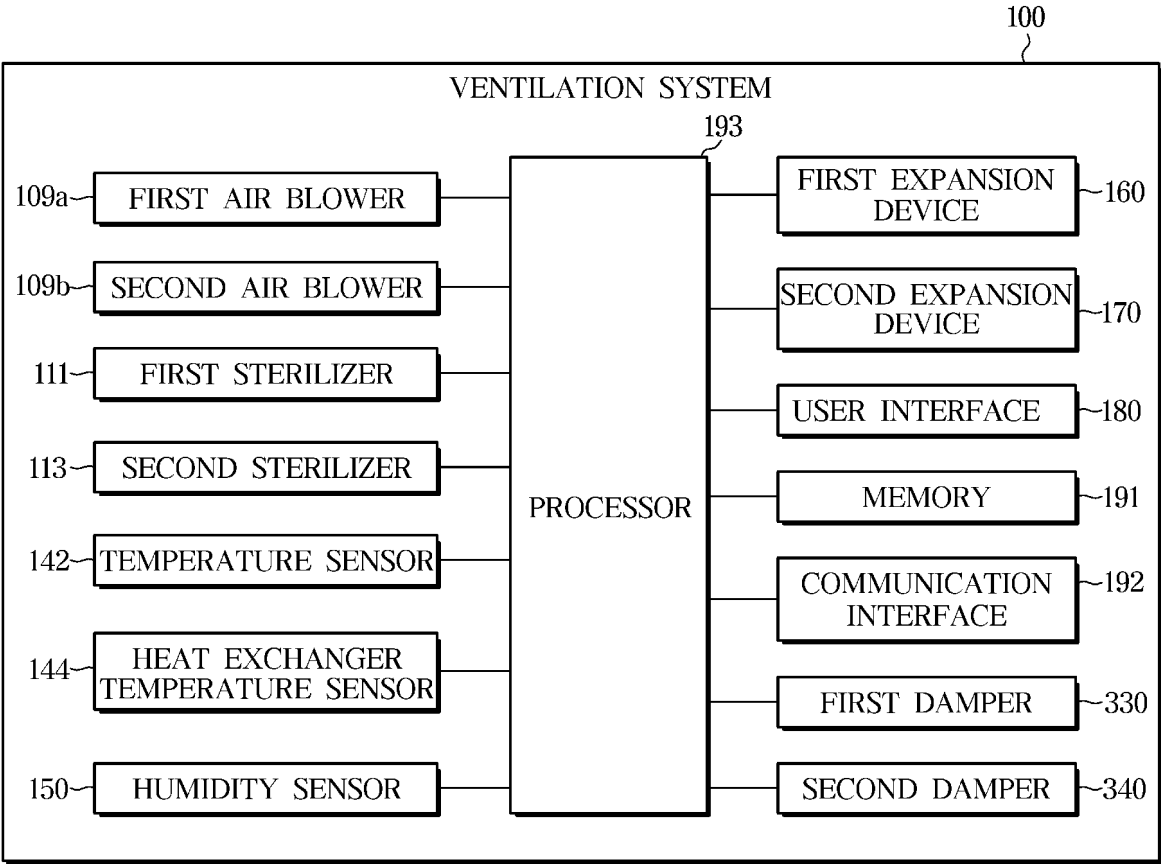 100
VENTILATION SYSTEM
193
109a
FIRST AIR BLOWER
109b
SECOND AIR BLOWER
111
FIRST STERILIZER
113
SECOND STERILIZER
142
TEMPERATURE SENSOR
144
HEAT EXCHANGER
TEMPERATURE SENSOR
150
HUMIDITY SENSOR
PROCESSOR
FIRST EXPANSION
DEVICE
160
SECOND EXPANSION
DEVICE
170
USER INTERFACE
180
MEMORY
191
COMMUNICATION
INTERFACE
192
FIRST DAMPER
330
SECOND DAMPER
340